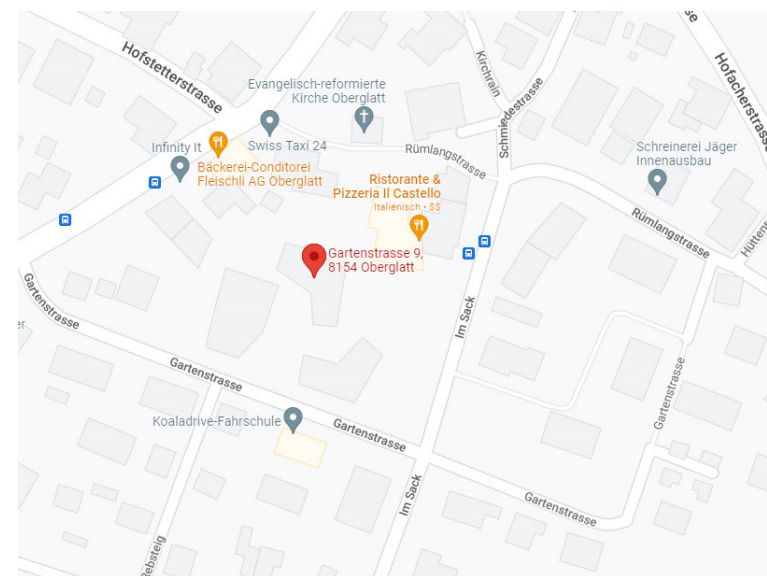 Hofstetterstrasse
Evangelisch-reformierte
Kirche Oberglatt
Kirchrain
Schmiedestrasse
Hofacherstrasse
Infinity It
Swiss Taxi 24
Bäckerei-Conditorei
Fleischli AG Oberglatt
Rümlangstrasse
Schreinerei Jäger
Innenausbau
Ristorante &
Pizzeria Il Castello
Italienisch • $$
Rümlangstrasse
Gartenstrasse 9,
8154 Oberglatt
Gartenstrasse
Im Sack
Gartenstrasse
Gartenstrasse
Koaladrive-Fahrschule
Gartenstrasse
Im Sack
Gartenstrasse